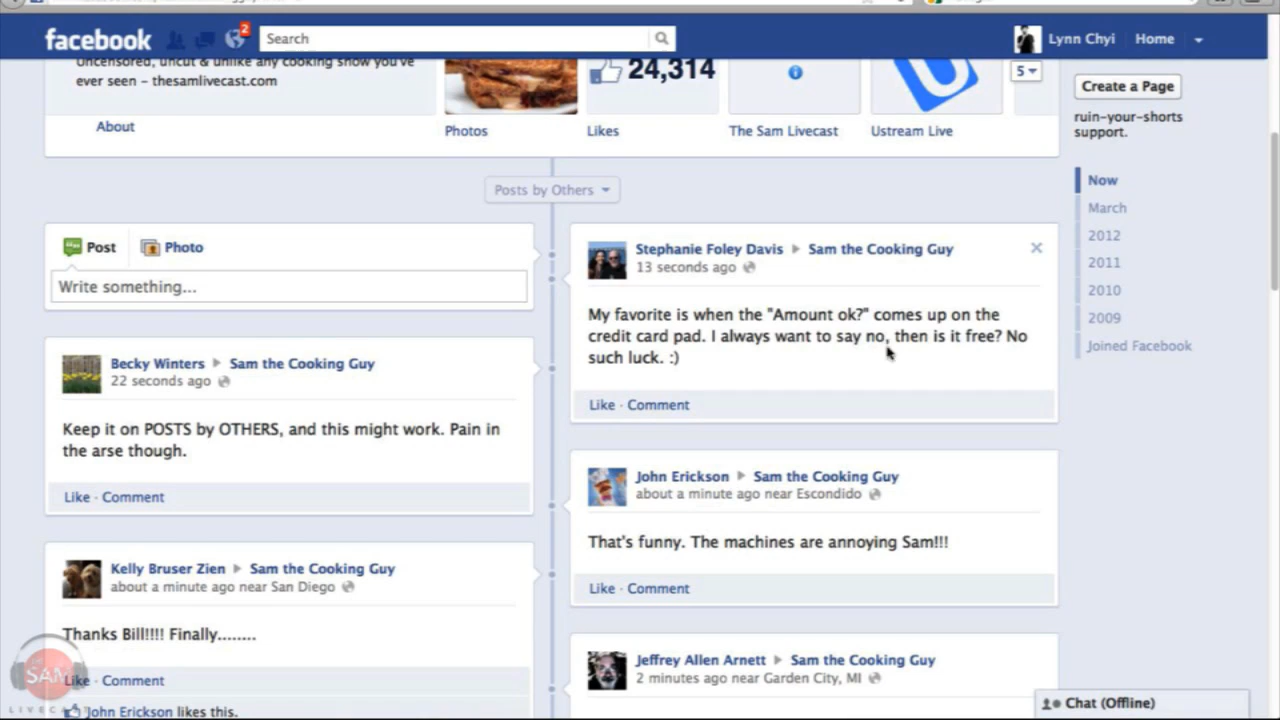 facebook
2
Search
Lynn Chyi
Home
Uncensored, uncut & unlike any cooking show you've
ever seen – thesamlivecast.com
About
Photos
24,314
Likes
The Sam Livecast
Ustream Live
5
Create a Page
ruin-your-shorts
support.
Now
March
2012
2011
2010
2009
Joined Facebook
Posts by Others
Post
Photo
Write something...
Stephanie Foley Davis ▸ Sam the Cooking Guy
13 seconds ago
My favorite is when the "Amount ok?" comes up on the
credit card pad. I always want to say no, then is it free? No
such luck. :)
Like · Comment
Becky Winters ▸ Sam the Cooking Guy
22 seconds ago
Keep it on POSTS by OTHERS, and this might work. Pain in
the arse though.
Like · Comment
John Erickson ▸ Sam the Cooking Guy
about a minute ago near Escondido
That's funny. The machines are annoying Sam!!!
Like · Comment
Kelly Bruser Zien ▸ Sam the Cooking Guy
about a minute ago near San Diego
Thanks Bill!!!! Finally........
Like · Comment
John Erickson likes this.
Jeffrey Allen Arnett ▸ Sam the Cooking Guy
2 minutes ago near Garden City, MI
Chat (Offline)
SAM